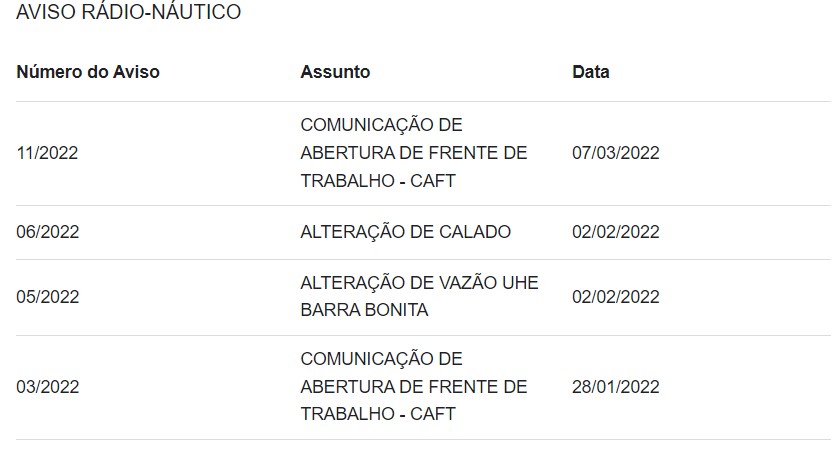 AVISO RÁDIO-NÁUTICO
Número do Aviso Assunto Data
COMUNICAÇÃO DE
11/2022 ABERTURA DE FRENTE DE 07/03/2022
TRABALHO - CAFT
06/2022 ALTERAÇÃO DE CALADO 02/02/2022
ALTERAÇÃO DE VAZÃO UHE
05/2022 02/02/2022
BARRA BONITA
COMUNICAÇÃO DE
03/2022 ABERTURA DE FRENTE DE 28/01/2022
TRABALHO - CAFT